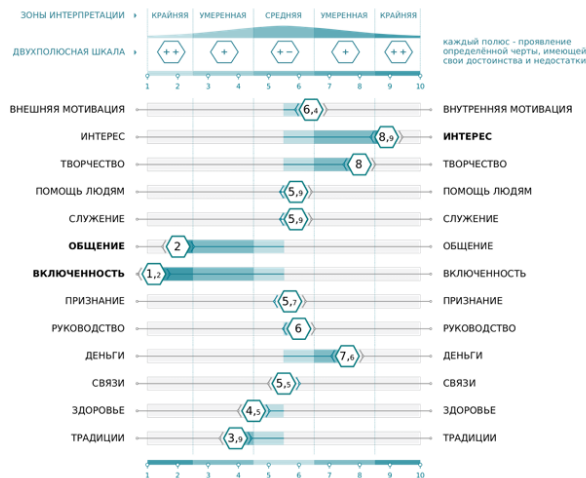 ЗОНЫ ИНТЕРПРЕТАЦИИ КРАЙНЯЯ УМЕРЕННАЯ СРЕДНЯЯ УМЕРЕННАЯ КРАЙНЯЯ
ДВУХПОЛЮСНАЯ ШКАЛА ++ + +− + ++
каждый полюс - проявление
определённой черты, имеющей
свои достоинства и недостатки
1 2 3 4 5 6 7 8 9 10
ВНЕШНЯЯ МОТИВАЦИЯ 6,4 ВНУТРЕННЯЯ МОТИВАЦИЯ
ИНТЕРЕС 8,9 ИНТЕРЕС
ТВОРЧЕСТВО 8 ТВОРЧЕСТВО
ПОМОЩЬ ЛЮДЯМ 5,9 ПОМОЩЬ ЛЮДЯМ
СЛУЖЕНИЕ 5,9 СЛУЖЕНИЕ
ОБЩЕНИЕ 2 ОБЩЕНИЕ
ВКЛЮЧЕННОСТЬ 1,2 ВКЛЮЧЕННОСТЬ
ПРИЗНАНИЕ 5,7 ПРИЗНАНИЕ
РУКОВОДСТВО 6 РУКОВОДСТВО
ДЕНЬГИ 7,6 ДЕНЬГИ
СВЯЗИ 5,5 СВЯЗИ
ЗДОРОВЬЕ 4,5 ЗДОРОВЬЕ
ТРАДИЦИИ 3,9 ТРАДИЦИИ
1 2 3 4 5 6 7 8 9 10